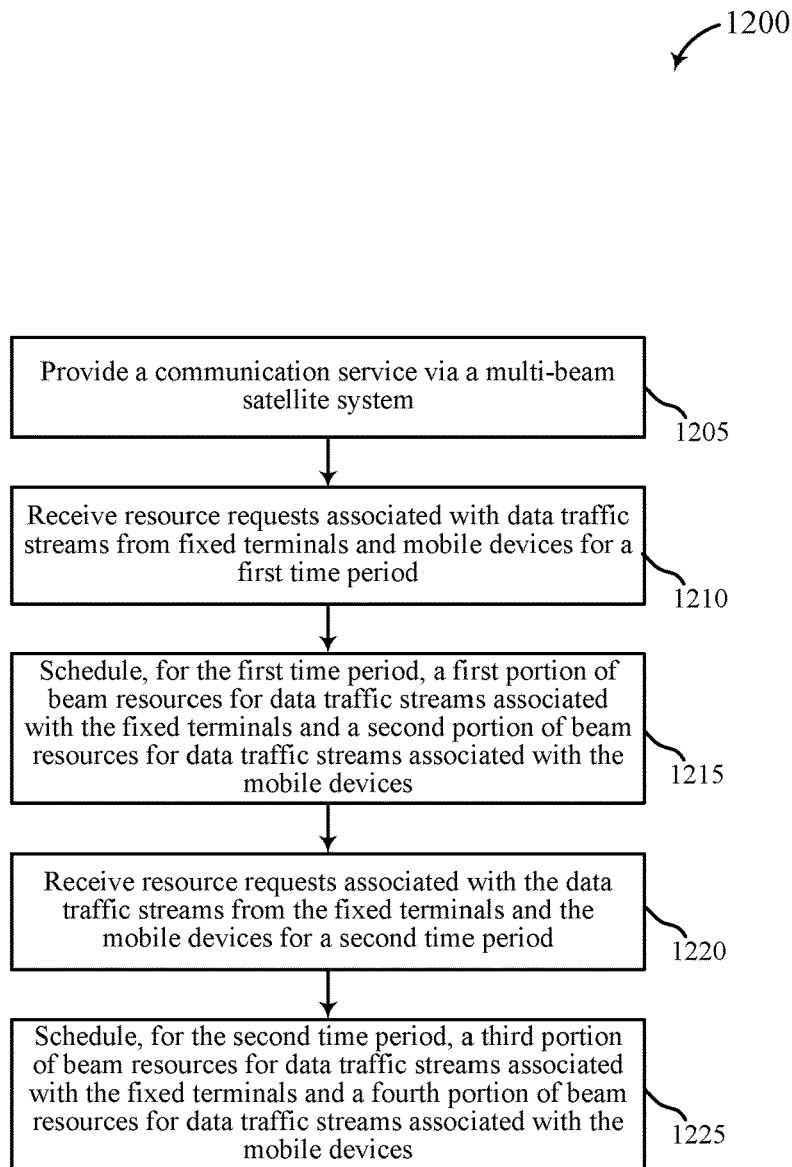 1200
Provide a communication service via a multi-beam
satellite system
1205
Receive resource requests associated with data traffic
streams from fixed terminals and mobile devices for a
first time period
1210
Schedule, for the first time period, a first portion of
beam resources for data traffic streams associated
with the fixed terminals and a second portion of beam
resources for data traffic streams associated with the
mobile devices
1215
Receive resource requests associated with the data
traffic streams from the fixed terminals and the
mobile devices for a second time period
1220
Schedule, for the second time period, a third portion
of beam resources for data traffic streams associated
with the fixed terminals and a fourth portion of beam
resources for data traffic streams associated with the
mobile devices
1225